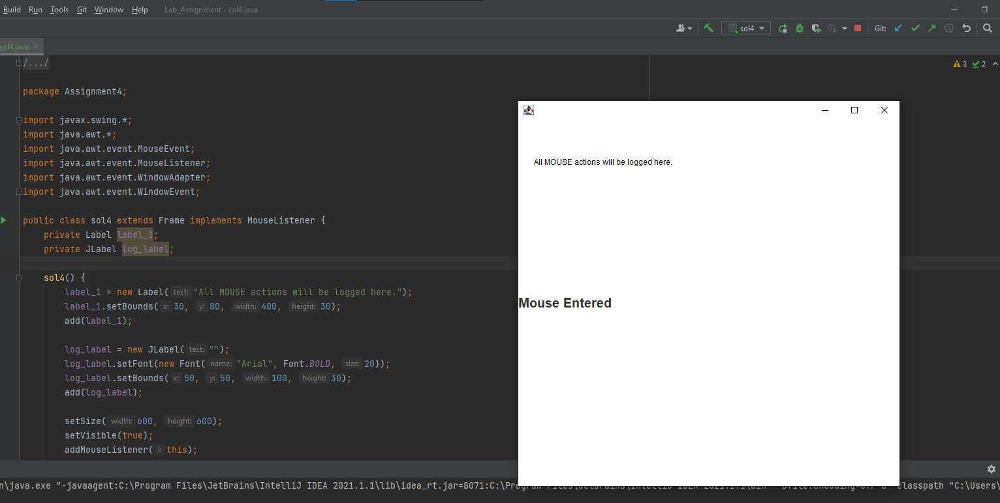 Build Run Tools Git Window Help Lab_Assignment - sol4.java
sol4 Git:
sol4.java
/.../
3 2
package Assignment4;
import javax.swing.*;
import java.awt.*;
import java.awt.event.MouseEvent;
import java.awt.event.MouseListener;
import java.awt.event.WindowAdapter;
import java.awt.event.WindowEvent;
public class sol4 extends Frame implements MouseListener {
private Label label_1;
private JLabel log_label;
sol4() {
label_1 = new Label( text: "All MOUSE actions will be logged here.");
label_1.setBounds( x: 30, y: 80, width: 400, height: 30);
add(label_1);
log_label = new JLabel( text: "");
log_label.setFont(new Font( name: "Arial", Font.BOLD, size: 20));
log_label.setBounds( x: 50, y: 50, width: 100, height: 30);
add(log_label);
setSize( width: 600, height: 600);
setVisible(true);
addMouseListener( l: this);
All MOUSE actions will be logged here.
Mouse Entered
n\java.exe "-javaagent:C:\Program Files\JetBrains\IntelliJ IDEA 2021.1.1\lib\idea_rt.jar=8071:C:\Program Files\JetBrains\IntelliJ IDEA 2021.1.1\bin" classpath "C:\Users\